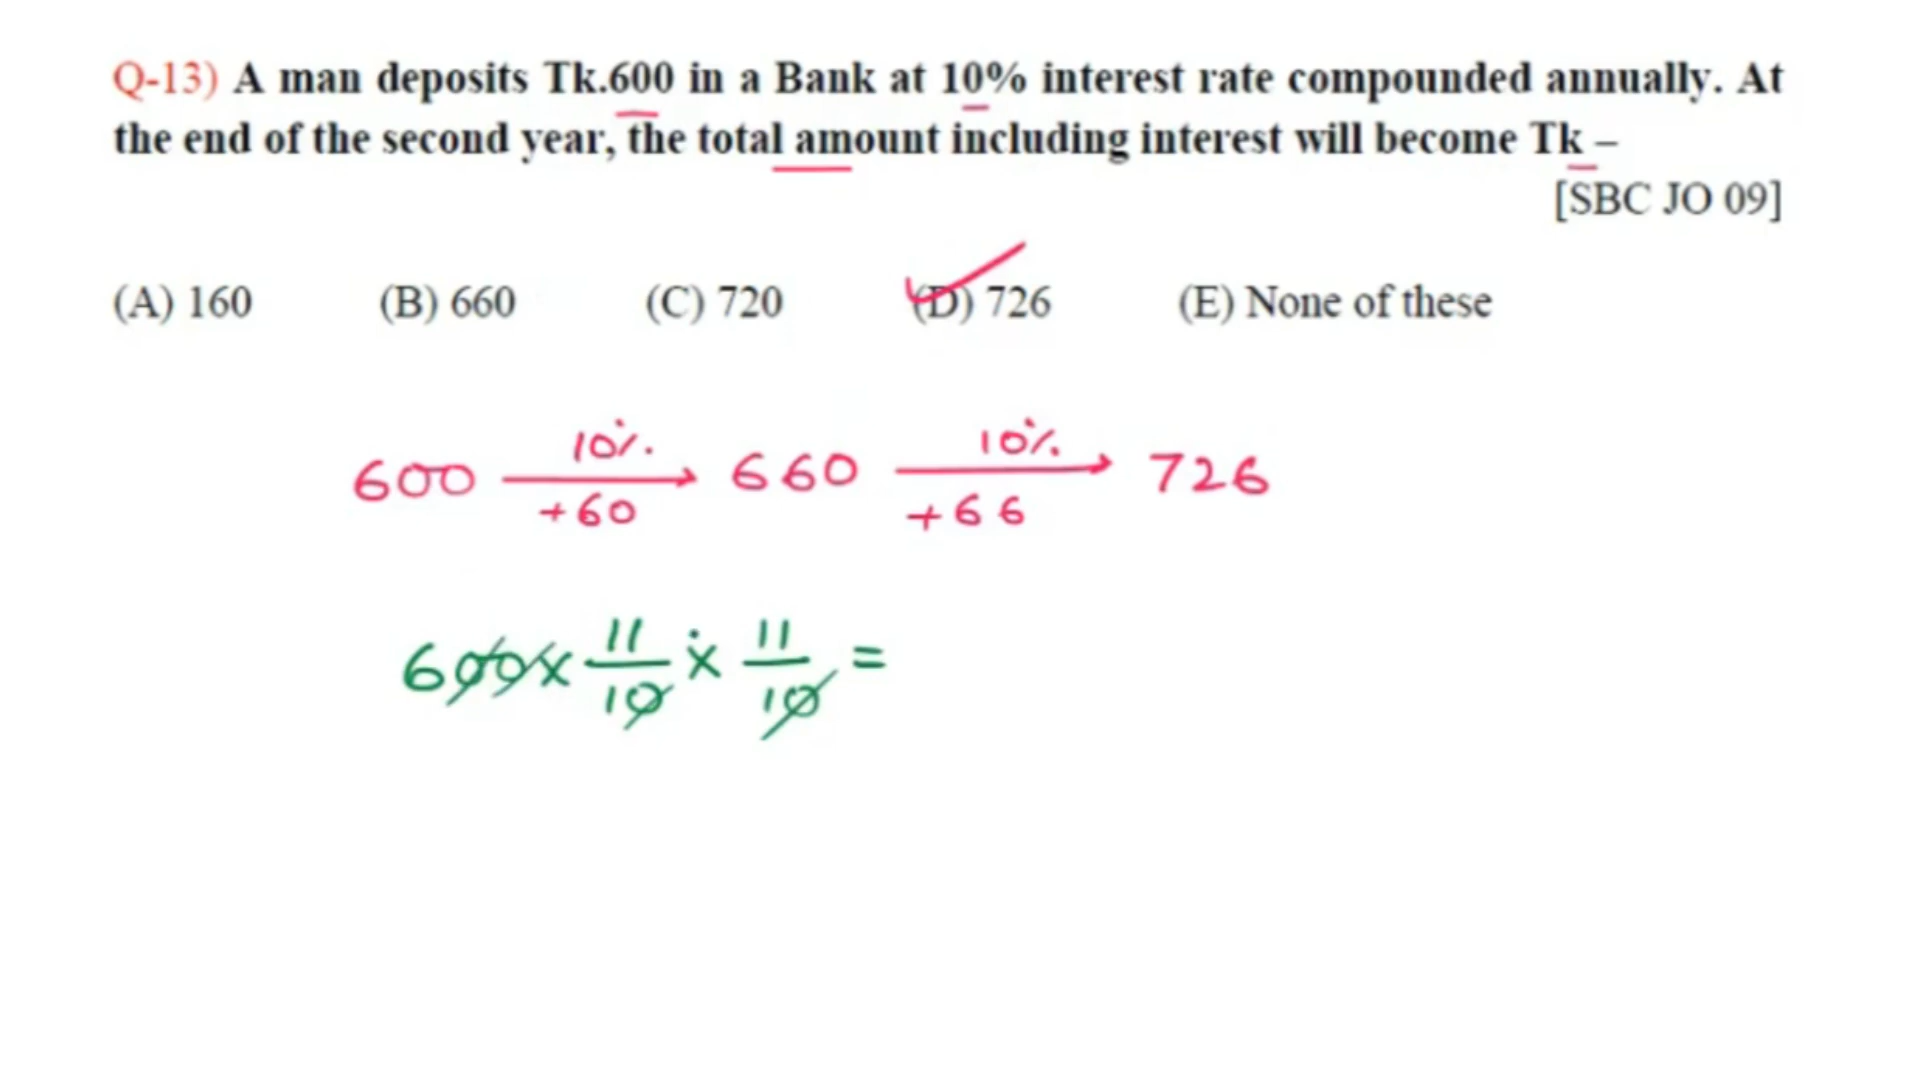 Q-13) A man deposits Tk.600 in a Bank at 10% interest rate compounded annually. At
the end of the second year, the total amount including interest will become Tk –
[SBC JO 09]
(A) 160 (B) 660 (C) 720 (D) 726 (E) None of these
600 10% +60 660 10% +66 726
600 x 11/10 x 11/10 =